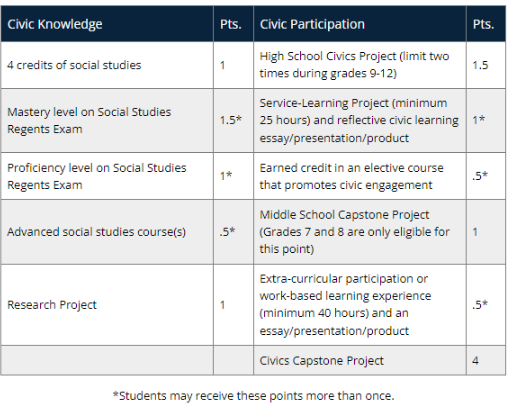 Civic Knowledge Pts. Civic Participation Pts.
4 credits of social studies 1 High School Civics Project (limit two
times during grades 9-12) 1.5
Mastery level on Social Studies
Regents Exam 1.5* Service-Learning Project (minimum
25 hours) and reflective civic learning
essay/presentation/product 1*
Proficiency level on Social Studies
Regents Exam 1* Earned credit in an elective course
that promotes civic engagement .5*
Advanced social studies course(s) .5* Middle School Capstone Project
(Grades 7 and 8 are only eligible for
this point) 1
Research Project 1 Extra-curricular participation or
work-based learning experience
(minimum 40 hours) and an
essay/presentation/product .5*
Civics Capstone Project 4
*Students may receive these points more than once.